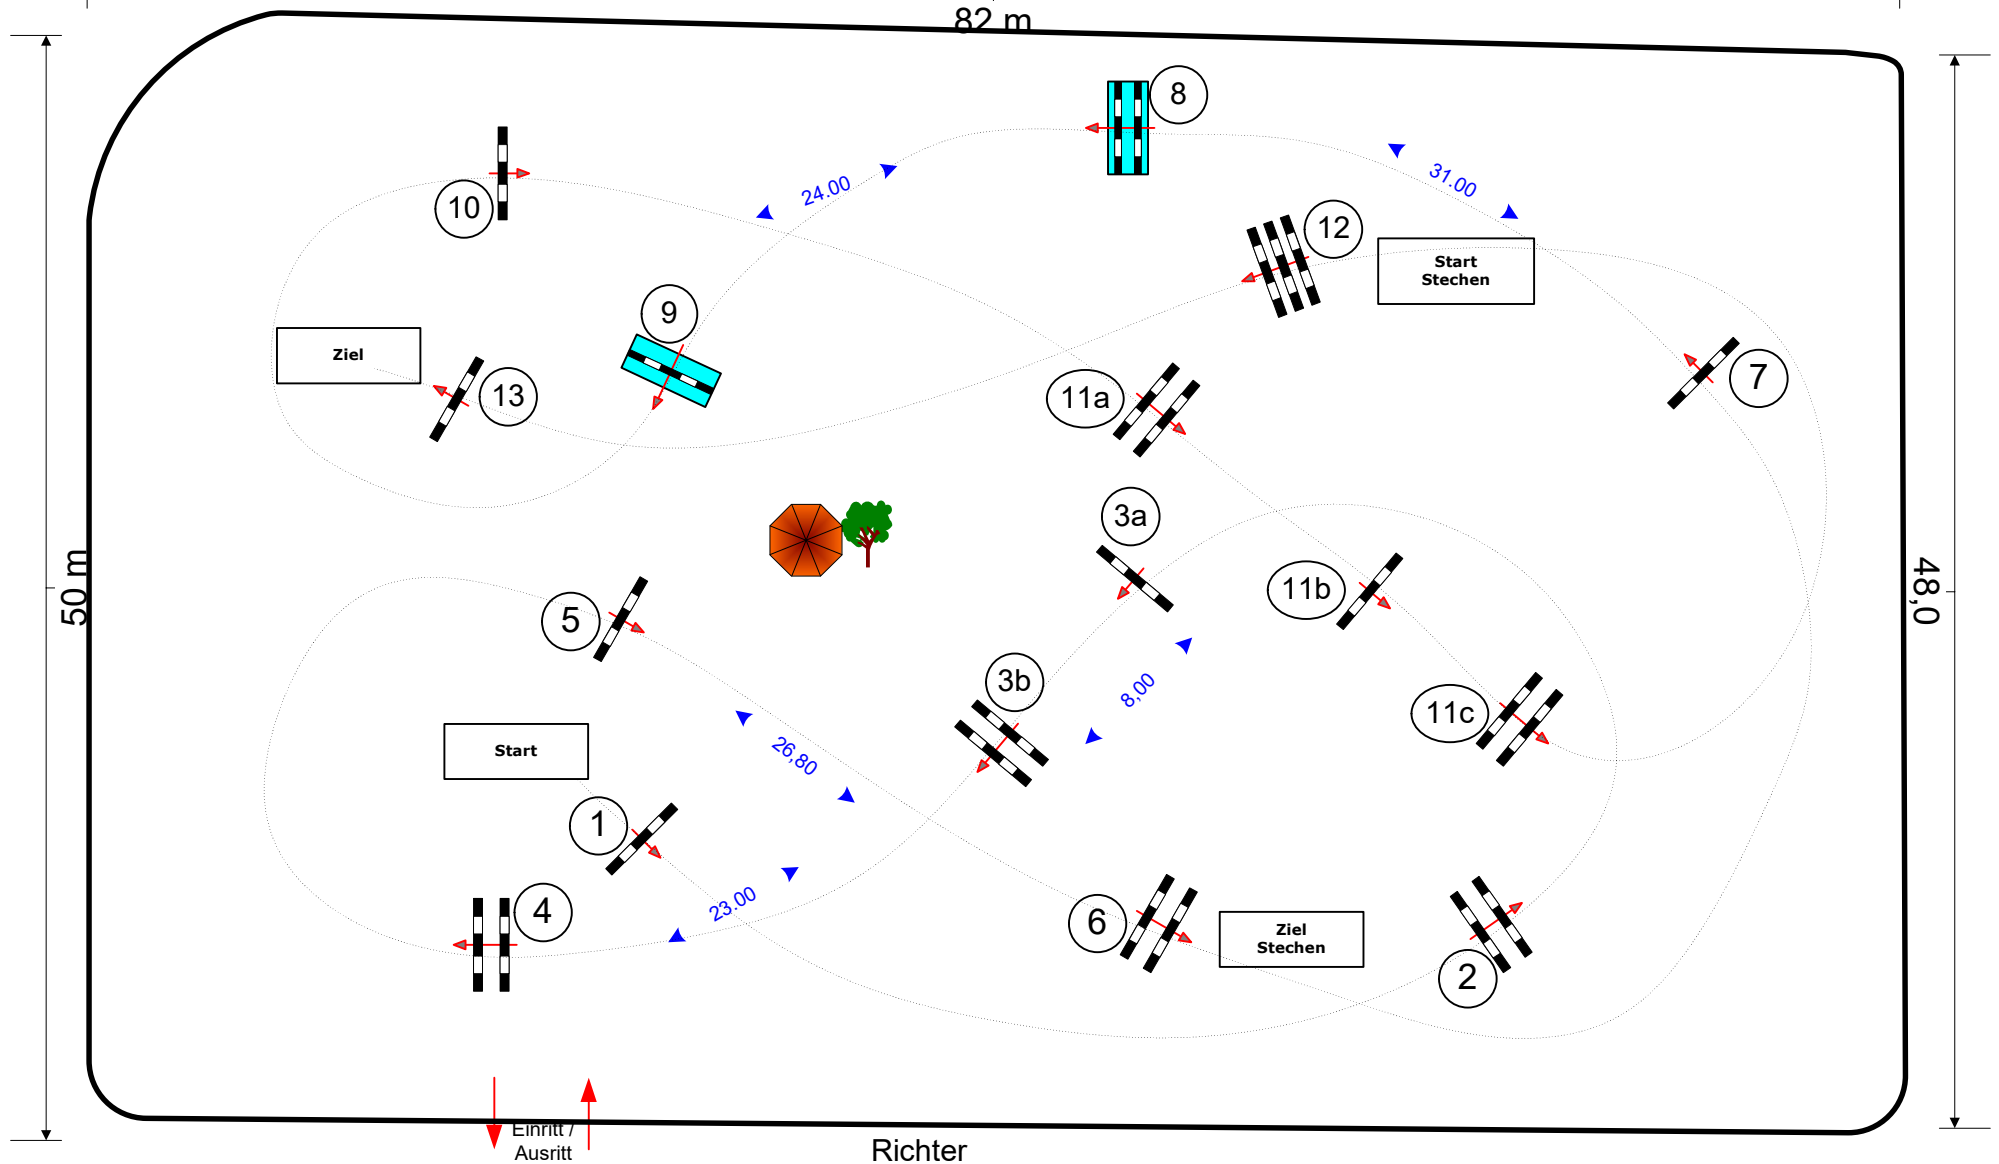 82 m
8
24.00
31.00
10
12
Start
Stechen
9
Ziel
13
11a
7
3a
50 m
48,0
5
11b
3b
8,00
11c
Start
26,80
1
23.00
4
6
Ziel
Stechen
2
Einritt /
Ausritt
Richter